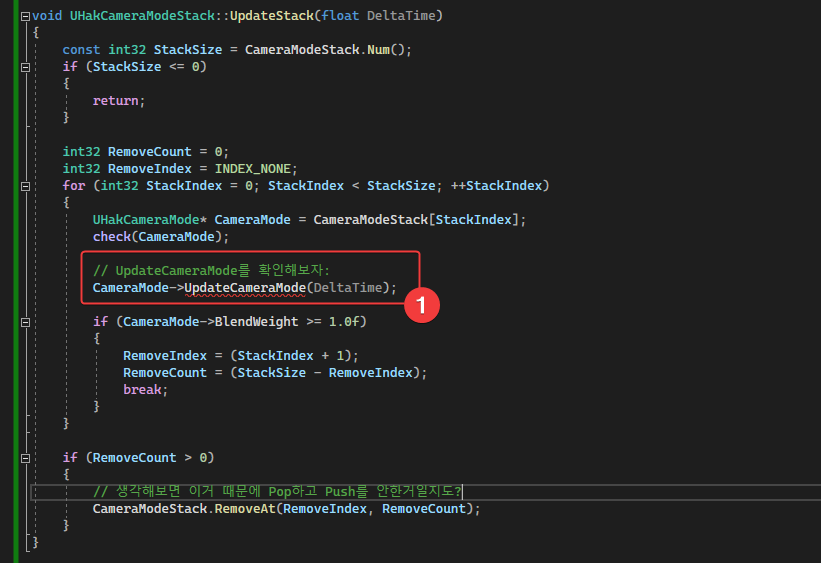 void UHakCameraModeStack::UpdateStack(float DeltaTime)
{
const int32 StackSize = CameraModeStack.Num();
if (StackSize <= 0)
{
return;
}
int32 RemoveCount = 0;
int32 RemoveIndex = INDEX_NONE;
for (int32 StackIndex = 0; StackIndex < StackSize; ++StackIndex)
{
UHakCameraMode* CameraMode = CameraModeStack[StackIndex];
check(CameraMode);
// UpdateCameraMode를 확인해보자:
CameraMode->UpdateCameraMode(DeltaTime);
1
if (CameraMode->BlendWeight >= 1.0f)
{
RemoveIndex = (StackIndex + 1);
RemoveCount = (StackSize - RemoveIndex);
break;
}
}
if (RemoveCount > 0)
{
// 생각해보면 이거 때문에 Pop하고 Push를 안한거일지도?
CameraModeStack.RemoveAt(RemoveIndex, RemoveCount);
}
}